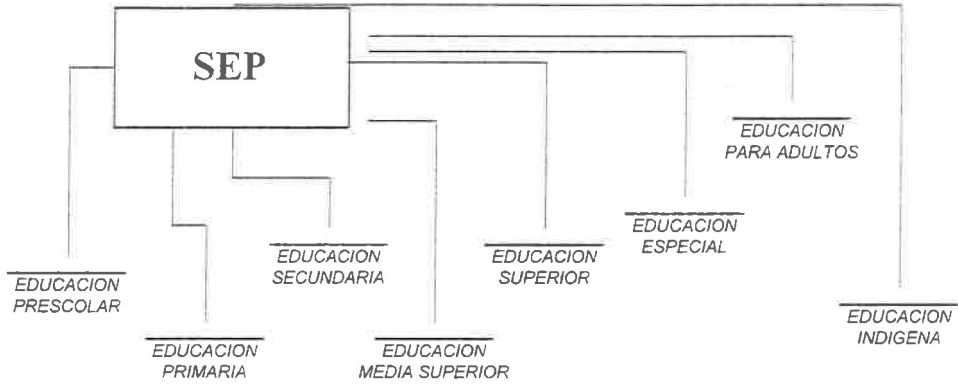 SEP
EDUCACION
PARA ADULTOS
EDUCACION
ESPECIAL
EDUCACION
SECUNDARIA
EDUCACION
SUPERIOR
EDUCACION
PRESCOLAR
EDUCACION
INDIGENA
EDUCACION
PRIMARIA
EDUCACION
MEDIA SUPERIOR